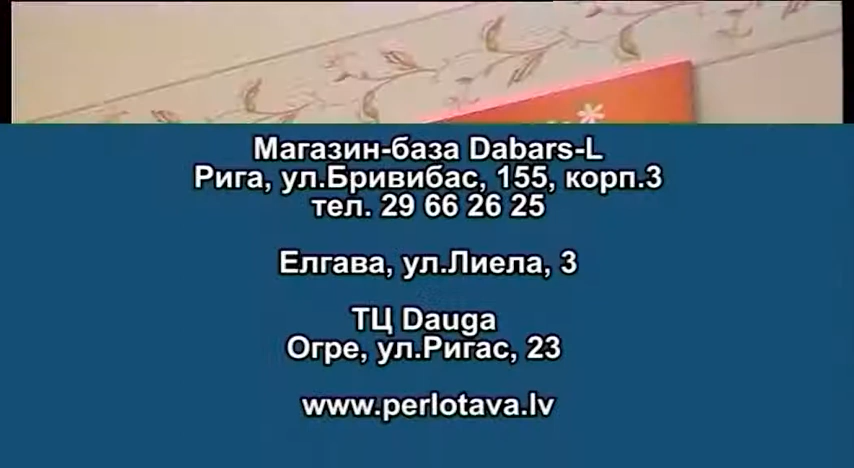 Магазин-база Dabars-L
Рига, ул.Бривибас, 155, корп.3
тел. 29 66 26 25
Елгава, ул.Лиела, 3
ТЦ Dauga
Огре, ул.Ригас, 23
www.perlotava.lv